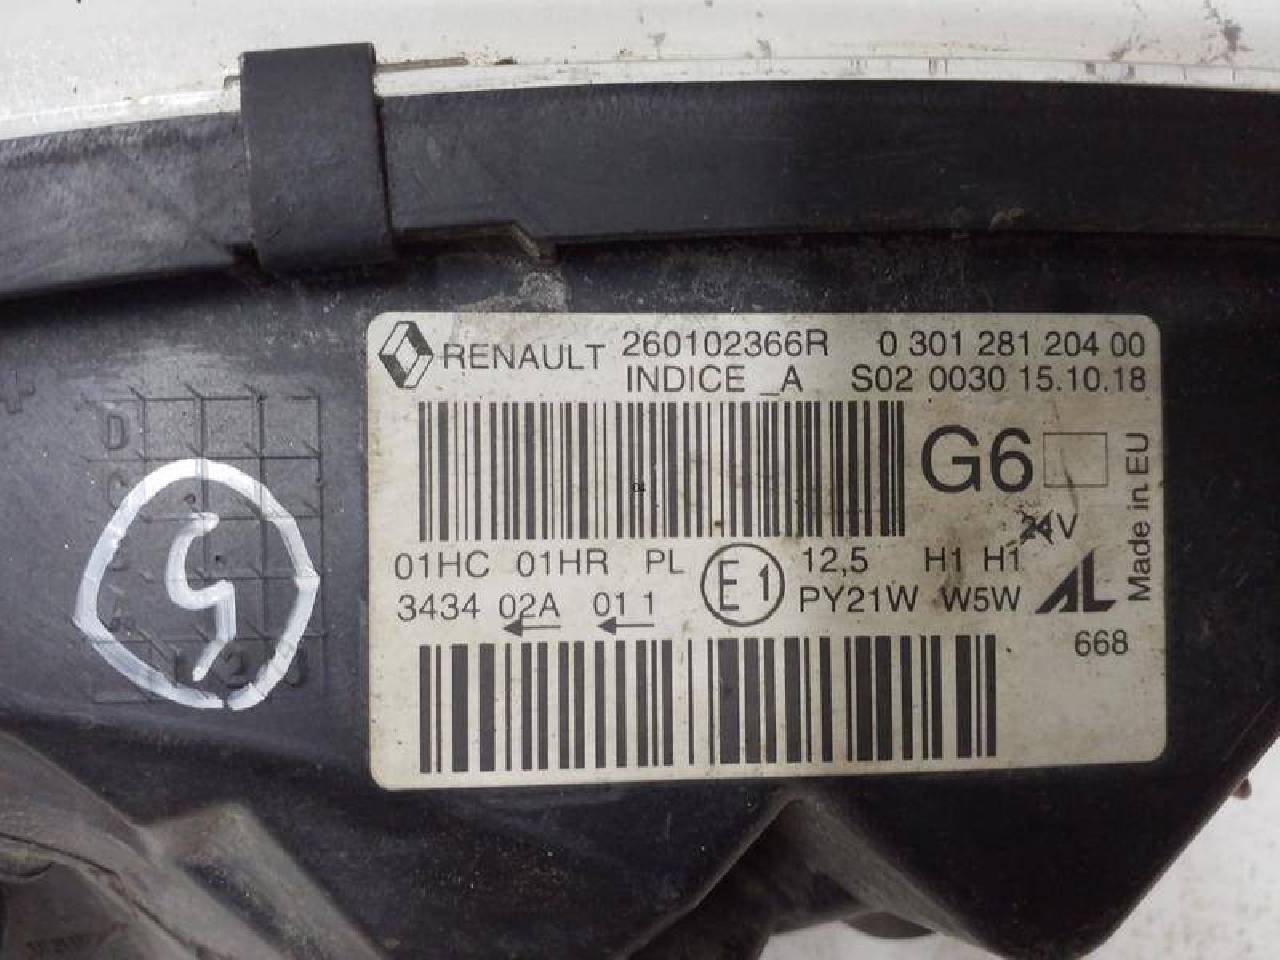 RENAULT 260102366R 0 301 281 204 00
INDICE _A S02 0030 15.10.18
G6
24V
Made in EU
01HC 01HR PL E1 12,5 H1 H1
3434 02A 01 1 PY21W W5W AL
668
D
5